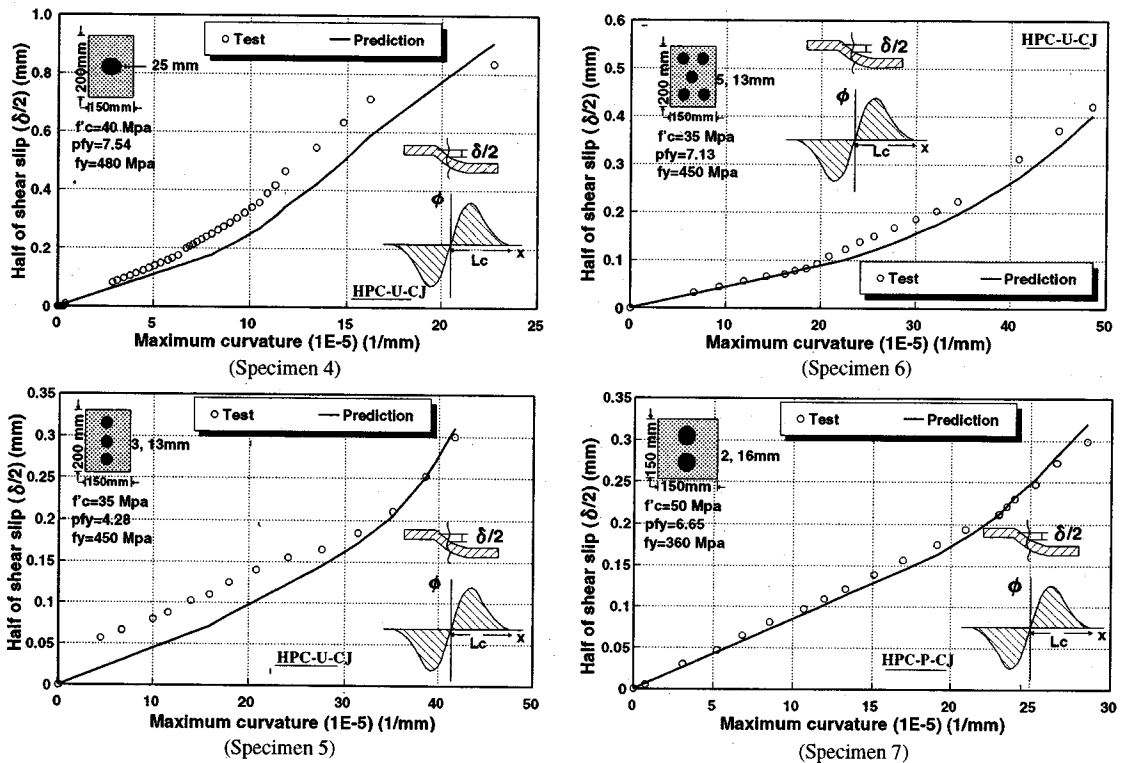 Half of shear slip (δ/2) (mm)
1.0
0.8
0.6
0.4
0.2
0
Test
Prediction
200mm
25 mm
150mm
f'c=40 Mpa
pfy=7.54
fy=480 Mpa
δ/2
ϕ
Lc
x
HPC-U-CJ
0 5 10 15 20 25
Maximum curvature (1E-5) (1/mm)
(Specimen 4)
Half of shear slip (δ/2) (mm)
0.6
0.5
0.4
0.3
0.2
0.1
0
HPC-U-CJ
200 mm
5, 13mm
150mm
f'c=35 Mpa
pfy=7.13
fy=450 Mpa
δ/2
ϕ
Lc
x
Test
Prediction
0 10 20 30 40 50
Maximum curvature (1E-5) (1/mm)
(Specimen 6)
Half of shear slip (δ/2) (mm)
0.35
0.3
0.25
0.2
0.15
0.1
0.05
0
Test
Prediction
200 mm
3, 13mm
150mm
f'c=35 Mpa
pfy=4.28
fy=450 Mpa
δ/2
ϕ
Lc
x
HPC-U-CJ
0 10 20 30 40 50
Maximum curvature (1E-5) (1/mm)
(Specimen 5)
Half of shear slip (δ/2) (mm)
0.35
0.3
0.25
0.2
0.15
0.1
0.05
0
Test
Prediction
150 mm
2, 16mm
150mm
f'c=50 Mpa
pfy=6.65
fy=360 MPa
δ/2
ϕ
Lc
x
HPC-P-CJ
0 5 10 15 20 25 30
Maximum curvature (1E-5) (1/mm)
(Specimen 7)